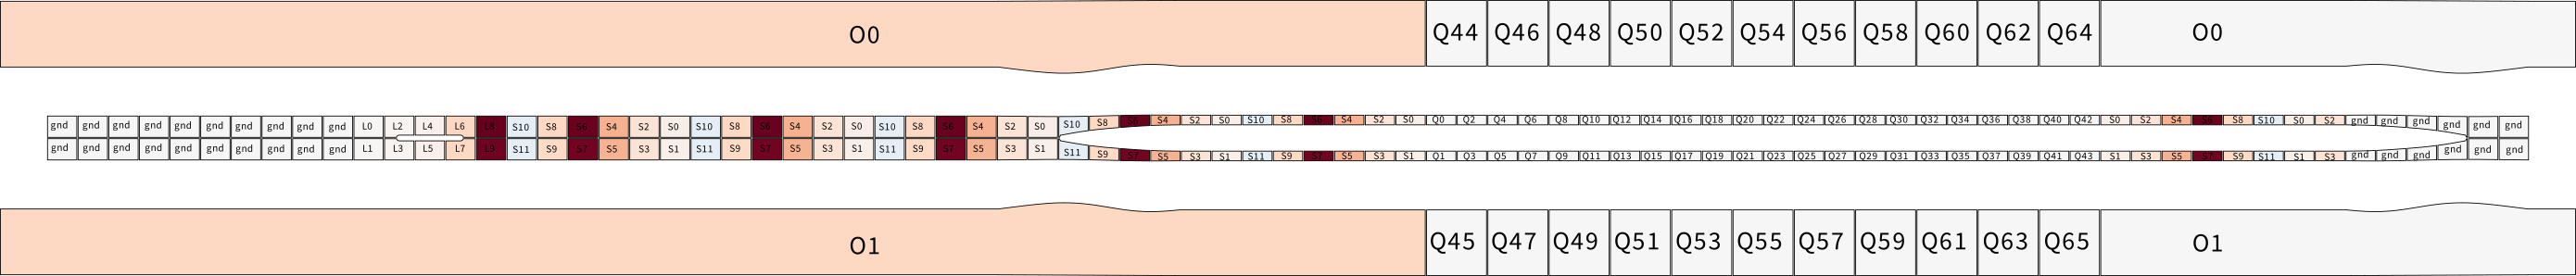 O0 Q44 Q46 Q48 Q50 Q52 Q54 Q56 Q58 Q60 Q62 Q64 O0
gnd gnd gnd gnd gnd gnd gnd gnd gnd gnd L0 L2 L4 L6 L8 S10 S8 S6 S4 S2 S0 S10 S8 S6 S4 S2 S0 S10 S8 S6 S4 S2 S0 S10 S8 S6 S4 S2 S0 S10 S8 S6 S4 S2 S0 Q0 Q2 Q4 Q6 Q8 Q10 Q12 Q14 Q16 Q18 Q20 Q22 Q24 Q26 Q28 Q30 Q32 Q34 Q36 Q38 Q40 Q42 S0 S2 S4 S6 S8 S10 S0 S2 gnd gnd gnd gnd gnd gnd
gnd gnd gnd gnd gnd gnd gnd gnd gnd gnd L1 L3 L5 L7 L9 S11 S9 S7 S5 S3 S1 S11 S9 S7 S5 S3 S1 S11 S9 S7 S5 S3 S1 S11 S9 S7 S5 S3 S1 S11 S9 S7 S5 S3 S1 Q1 Q3 Q5 Q7 Q9 Q11 Q13 Q15 Q17 Q19 Q21 Q23 Q25 Q27 Q29 Q31 Q33 Q35 Q37 Q39 Q41 Q43 S1 S3 S5 S7 S9 S11 S1 S3 gnd gnd gnd gnd gnd gnd
O1 Q45 Q47 Q49 Q51 Q53 Q55 Q57 Q59 Q61 Q63 Q65 O1